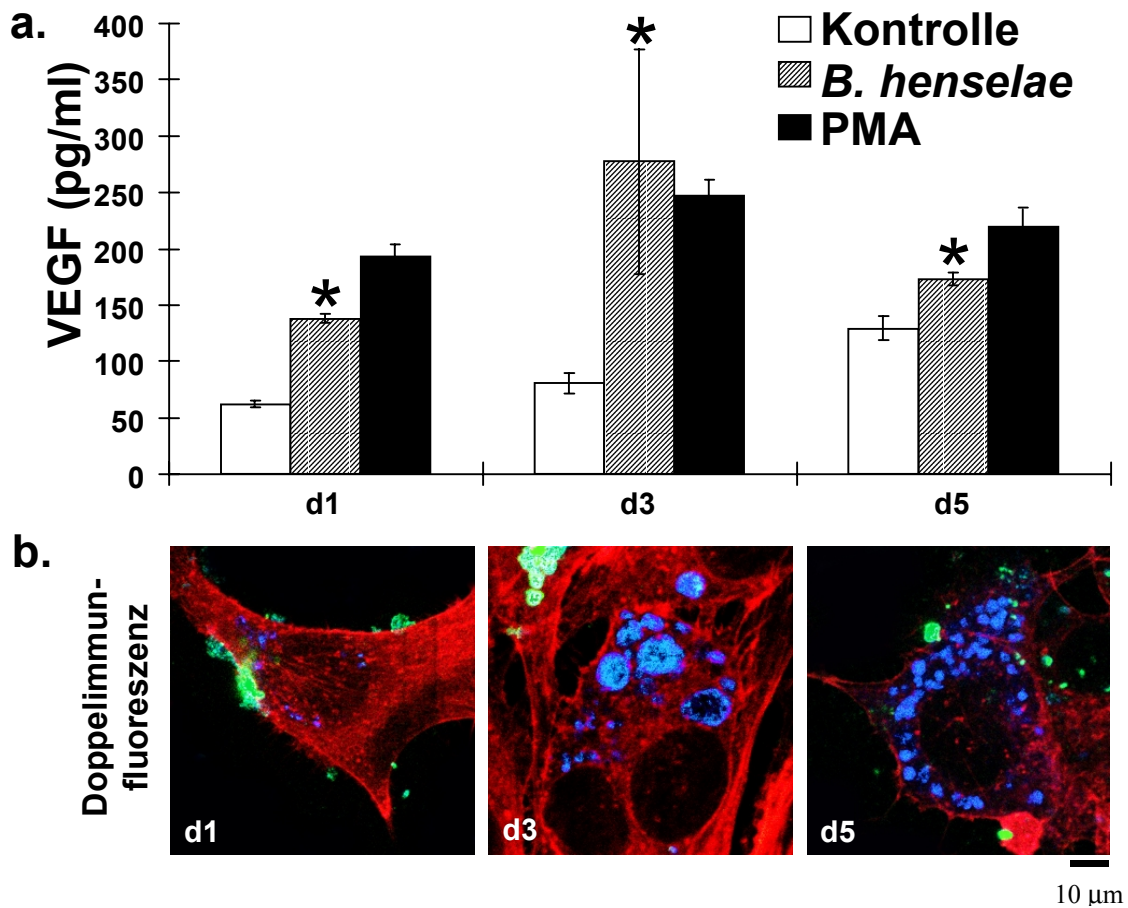 a.
VEGF (pg/ml)
400
350
300
250
200
150
100
50
0
*
*
*
Kontrolle
B. henselae
PMA
d1
d3
d5
b.
Doppelimmun-
fluoreszenz
d1
d3
d5
10 µm